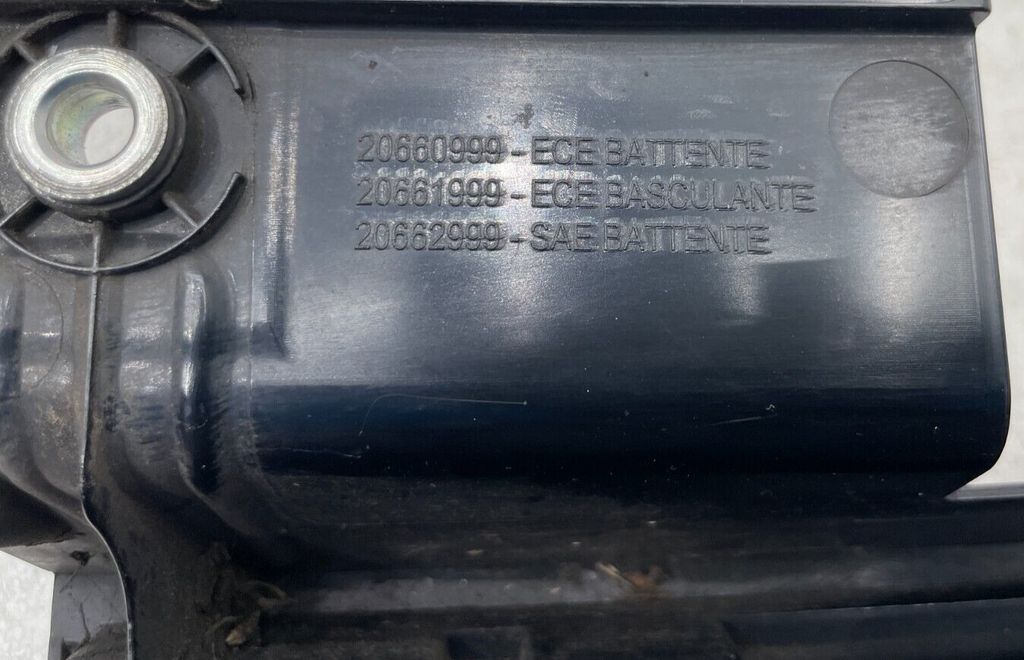 20660999 - ECE BATTENTE
20661999 - ECE BASCULANTE
20662999 - SAE BATTENTE